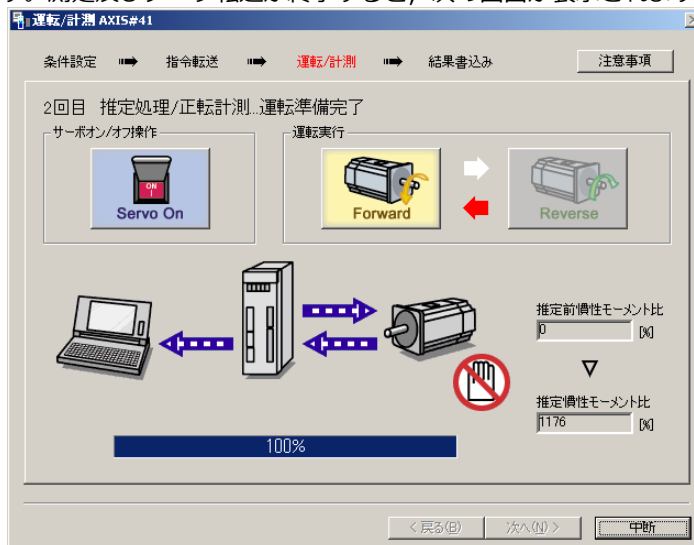 運転/計測 AXIS#41
条件設定 指令転送 運転/計測 結果書込み 注意事項
2回目 推定処理/正転計測...運転準備完了
サーボオン/オフ操作 運転実行
ON
Servo On Forward Reverse
推定前慣性モーメント比
0 [%]
推定慣性モーメント比
1176 [%]
100%
< 戻る(B) 次へ(N) > 中断